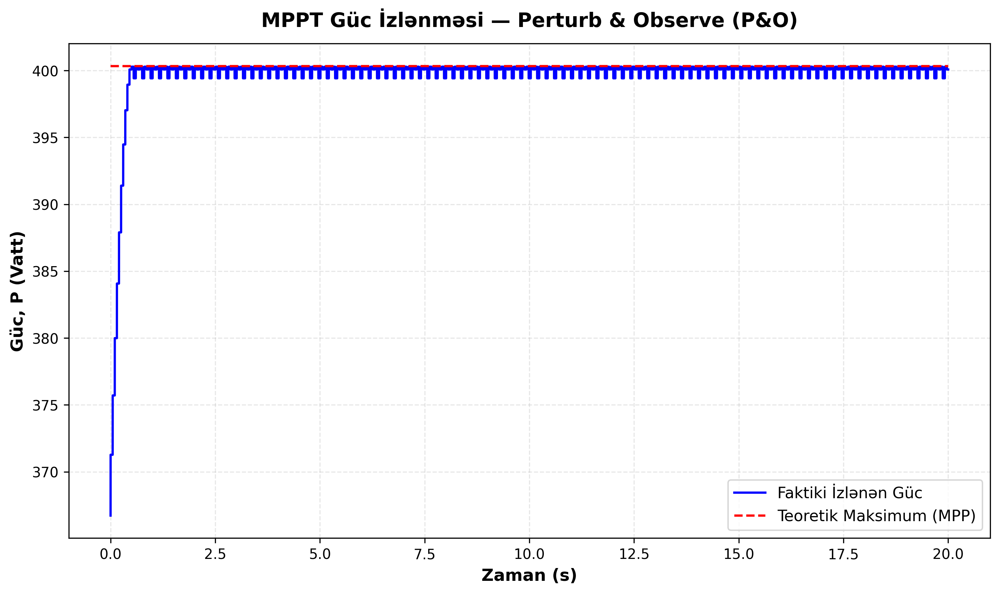 MPPT Güc İzlənməsi — Perturb & Observe (P&O)
Güc, P (Vatt)
400
395
390
385
380
375
370
0.0 2.5 5.0 7.5 10.0 12.5 15.0 17.5 20.0
Zaman (s)
Faktiki İzlənən Güc
Teoretik Maksimum (MPP)